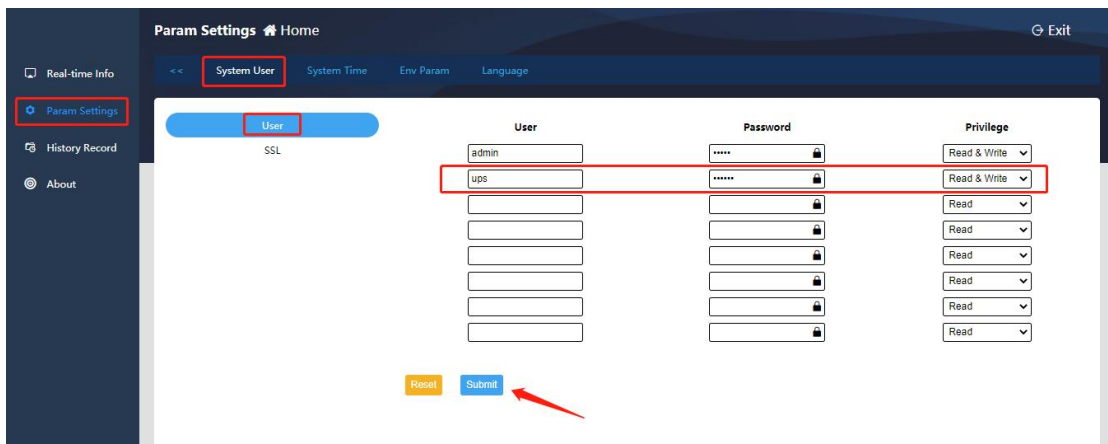 Param Settings Home Exit
Real-time Info
Param Settings
History Record
About
<< System User System Time Env Param Language
User
SSL
User Password Privilege
admin ••••• Read & Write
ups •••••• Read & Write
Read
Read
Read
Read
Read
Read
Reset Submit